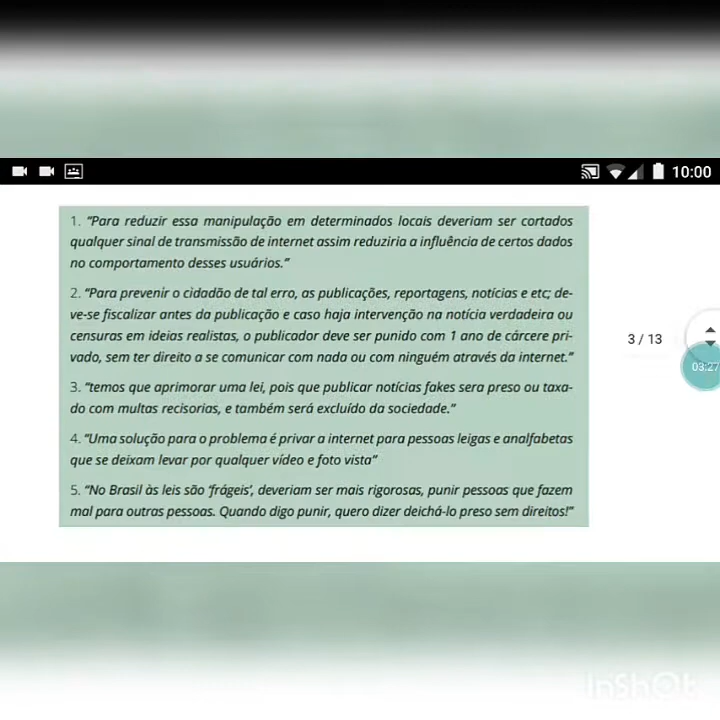 10:00
1. “Para reduzir essa manipulação em determinados locais deveriam ser cortados
qualquer sinal de transmissão de internet assim reduziria a influência de certos dados
no comportamento desses usuários.”
2. “Para prevenir o cidadão de tal erro, as publicações, reportagens, notícias e etc; de-
ve-se fiscalizar antes da publicação e caso haja intervenção na notícia verdadeira ou
censuras em ideias realistas, o publicador deve ser punido com 1 ano de cárcere pri-
vado, sem ter direito a se comunicar com nada ou com ninguém através da internet.”
3 / 13
03:27
3. “temos que aprimorar uma lei, pois que publicar notícias fakes sera preso ou taxa-
do com multas recisorias, e também será excluído da sociedade.”
4. “Uma solução para o problema é privar a internet para pessoas leigas e analfabetas
que se deixam levar por qualquer vídeo e foto vista”
5. “No Brasil às leis são ‘frágeis’, deveriam ser mais rigorosas, punir pessoas que fazem
mal para outras pessoas. Quando digo punir, quero dizer deichá-lo preso sem direitos!”
InShOt